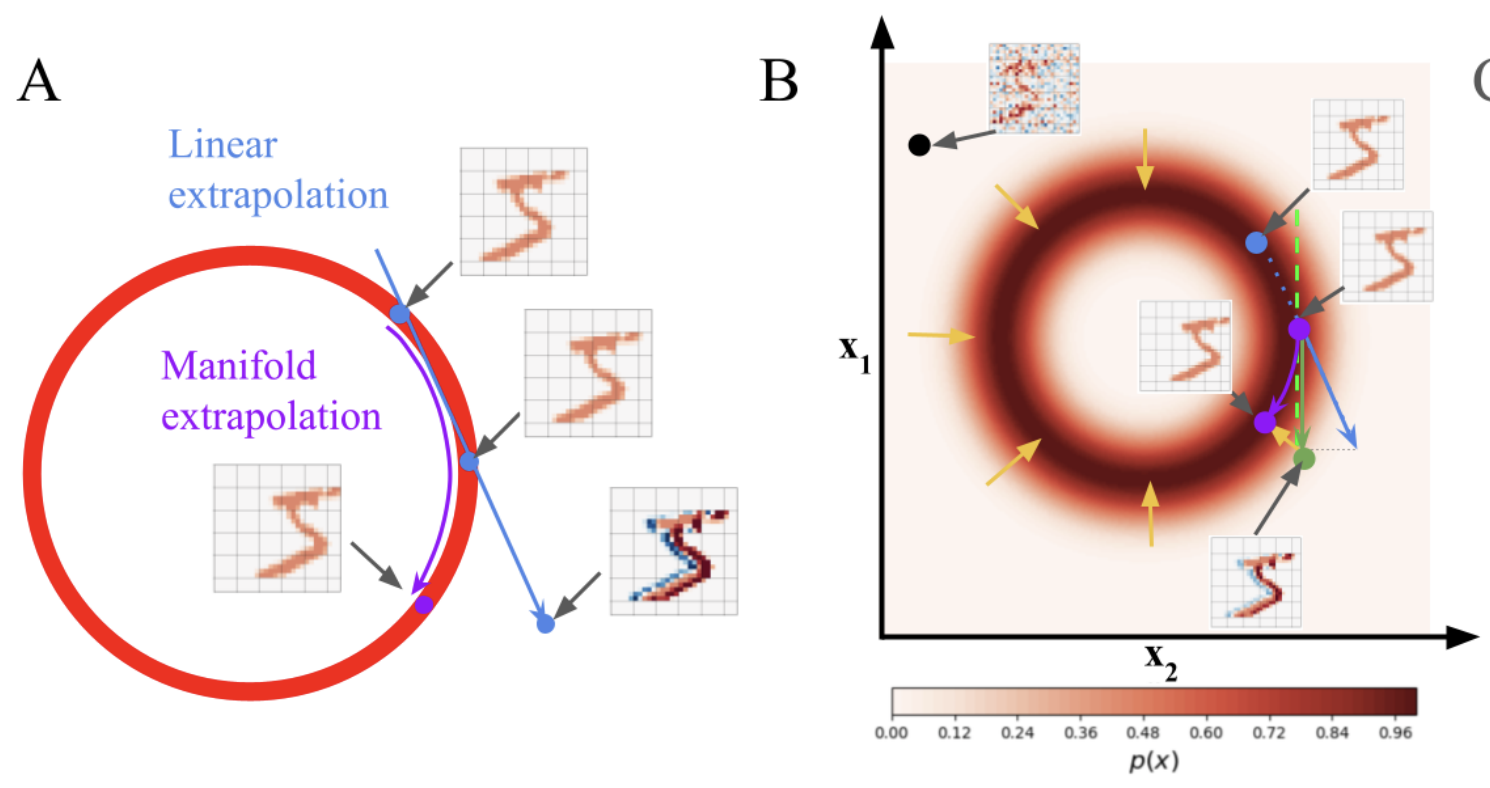 A
Linear
extrapolation
Manifold
extrapolation
B
x₁
x₂
0.00 0.12 0.24 0.36 0.48 0.60 0.72 0.84 0.96
p(x)